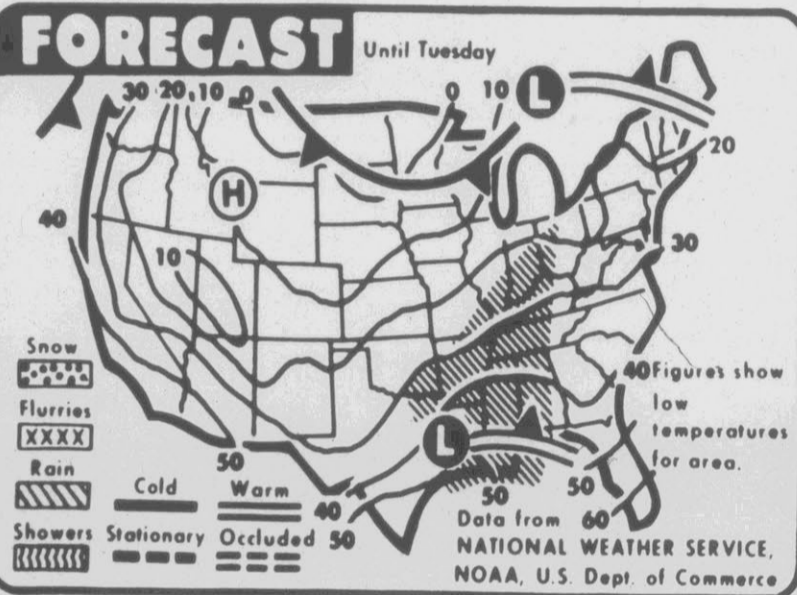 FORECAST
Until Tuesday
30 20 10 0
0 10 L
20
H
40
30
10
Snow
Flurries
XXXX
Rain
Showers
Cold
Warm
Stationary
Occluded
50
40
50
L
50
50
60
40
Figures show
low
temperatures
for area.
Data from
NATIONAL WEATHER SERVICE,
NOAA, U.S. Dept. of Commerce